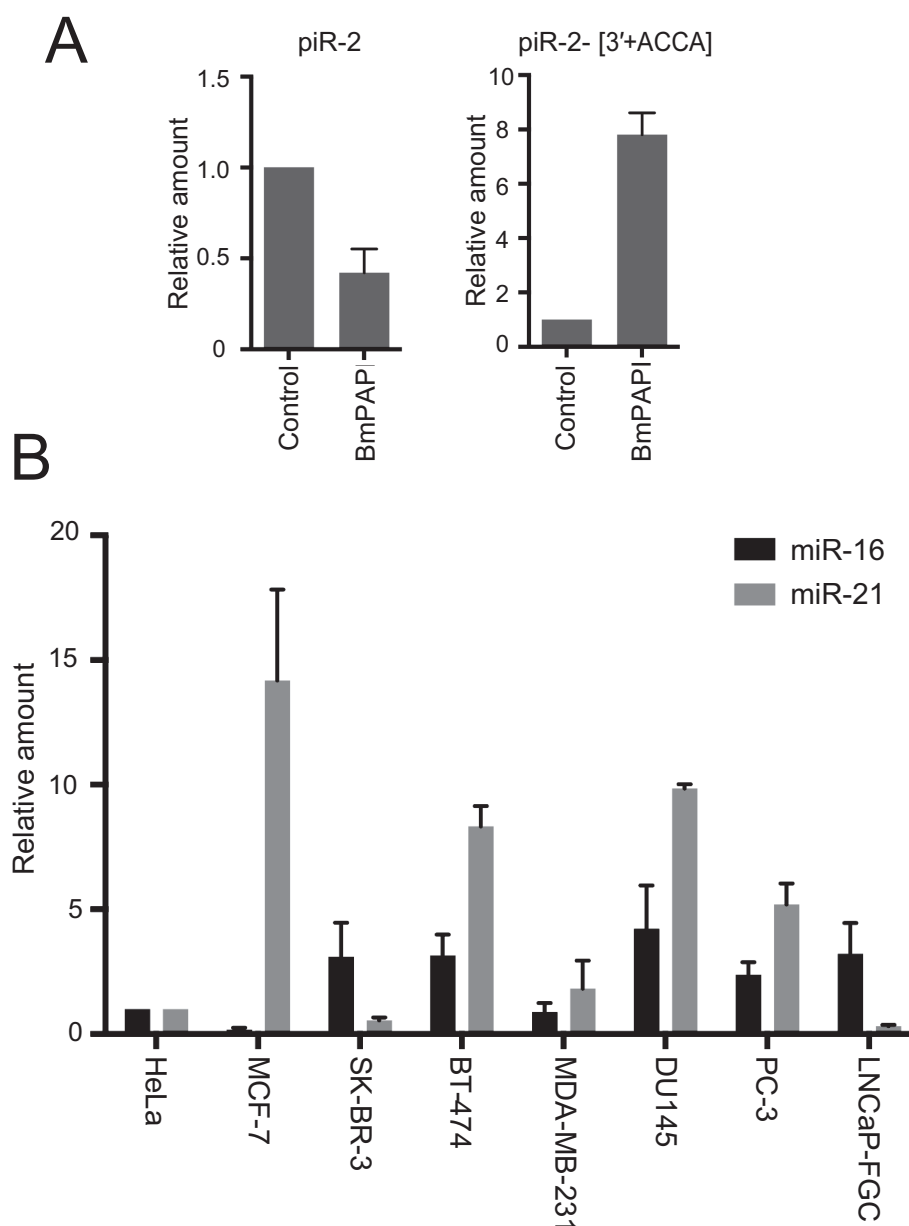 A
piR-2
piR-2- [3′+ACCA]
Relative amount
1.5
1.0
0.5
0
Control
BmPAPI
Relative amount
10
8
6
4
2
0
Control
BmPAPI
B
Relative amount
20
15
10
5
0
miR-16
miR-21
HeLa
MCF-7
SK-BR-3
BT-474
MDA-MB-231
DU145
PC-3
LNCaP-FGC